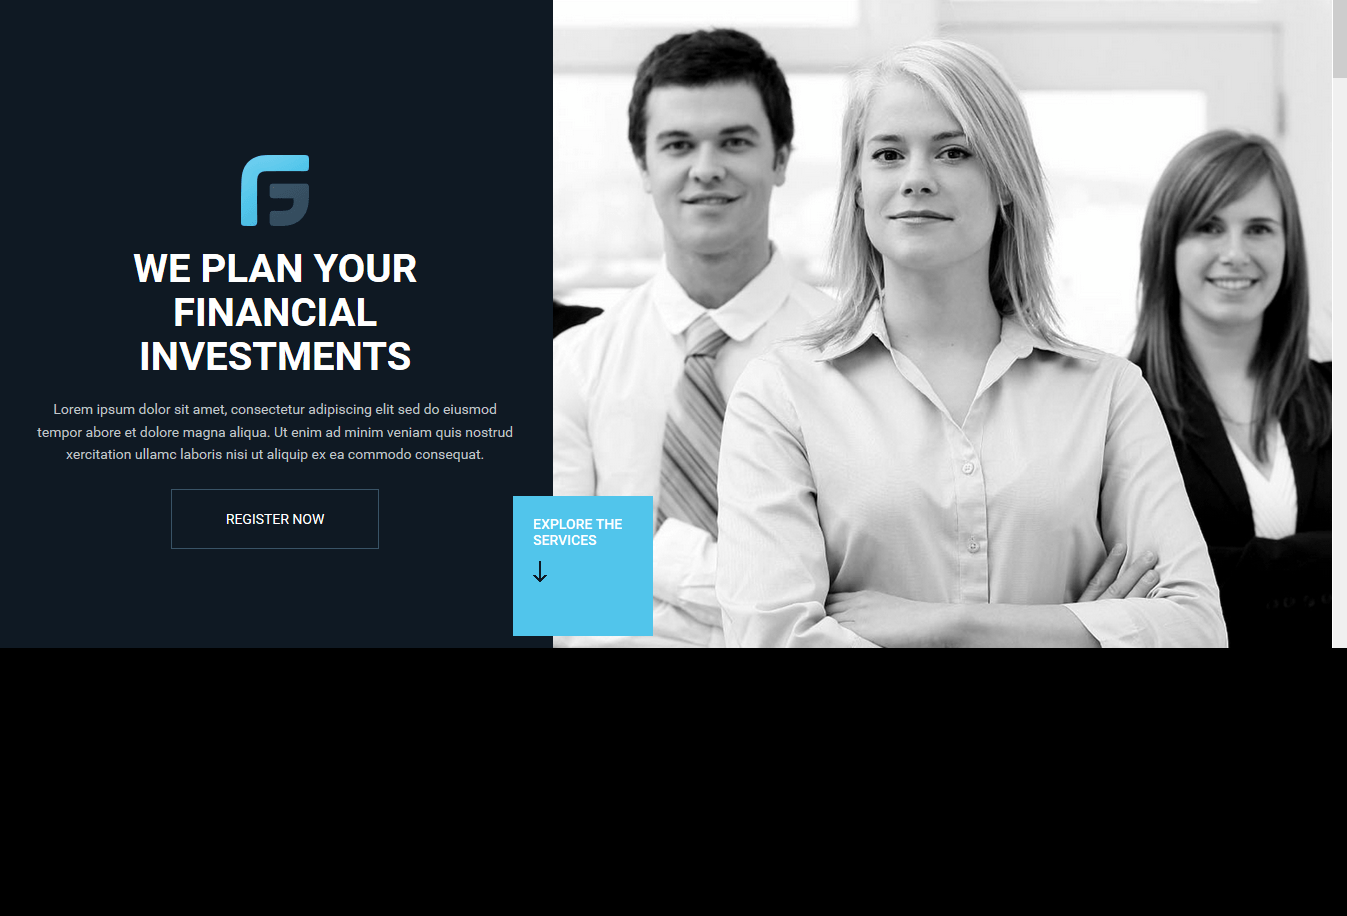 WE PLAN YOUR
FINANCIAL
INVESTMENTS
Lorem ipsum dolor sit amet, consectetur adipiscing elit sed do eiusmod
tempor abore et dolore magna aliqua. Ut enim ad minim veniam quis nostrud
xercitation ullamc laboris nisi ut aliquip ex ea commodo consequat.
REGISTER NOW
EXPLORE THE
SERVICES